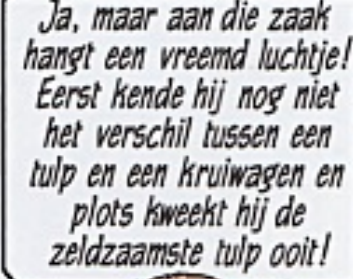 Ja, maar aan die zaak
hangt een vreemd luchtje!
Eerst kende hij nog niet
het verschil tussen een
tulp en een kruiwagen en
plots kweekt hij de
zeldzaamste tulp ooit!